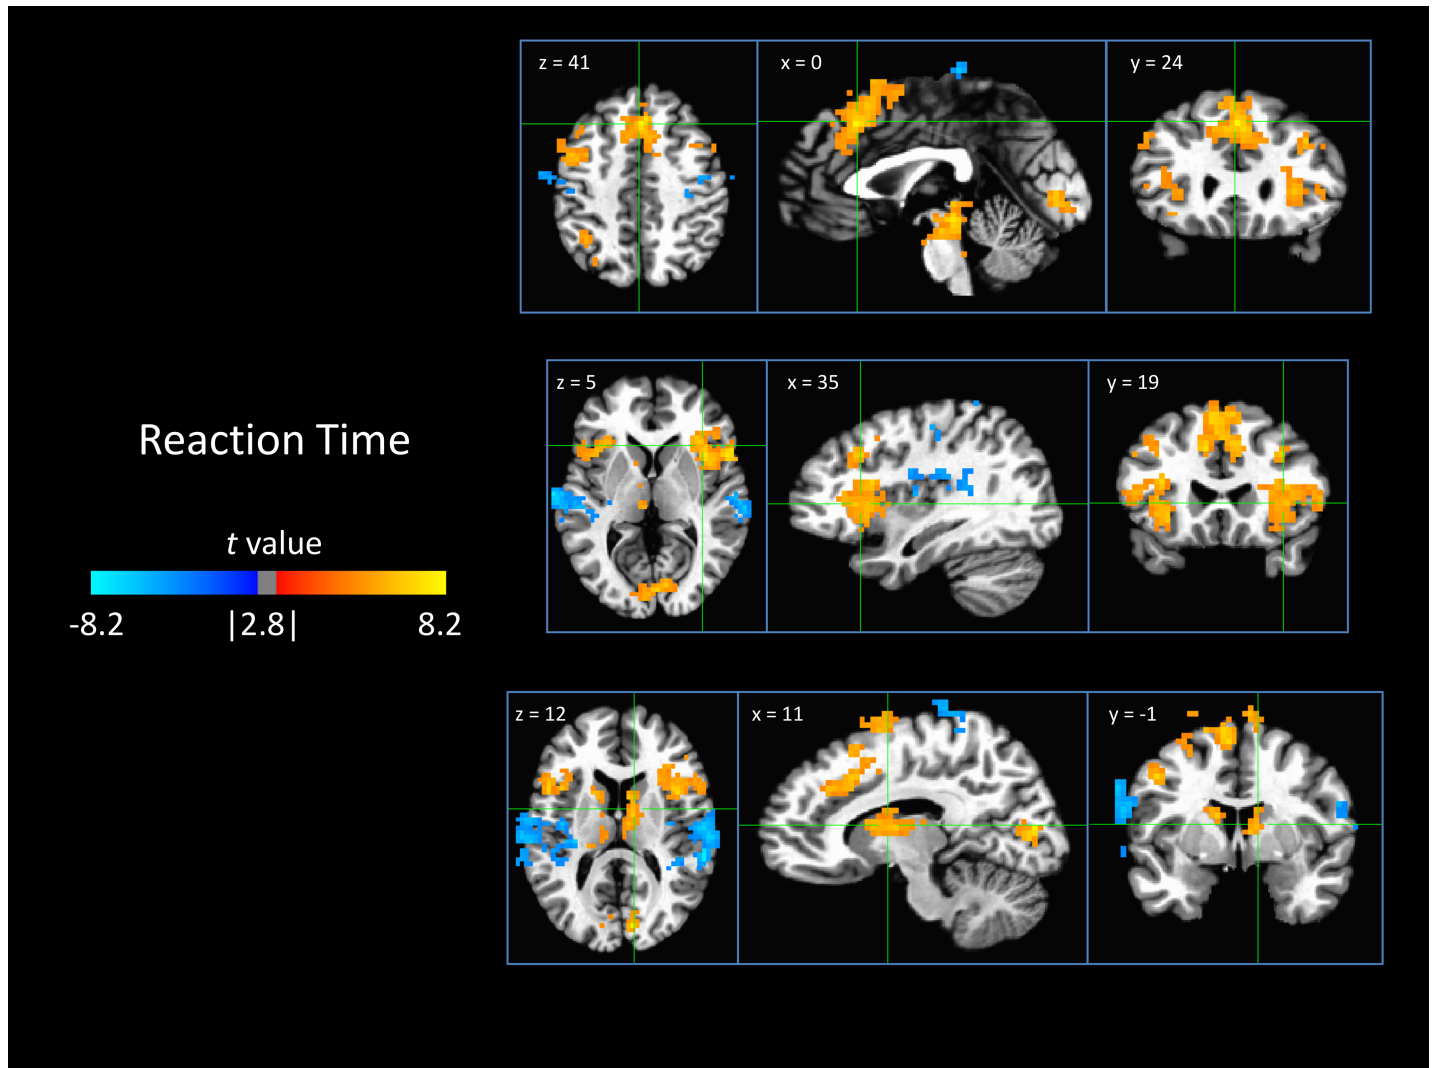 z = 41
x = 0
y = 24
z = 5
x = 35
y = 19
Reaction Time
t value
-8.2
|2.8|
8.2
z = 12
x = 11
y = -1